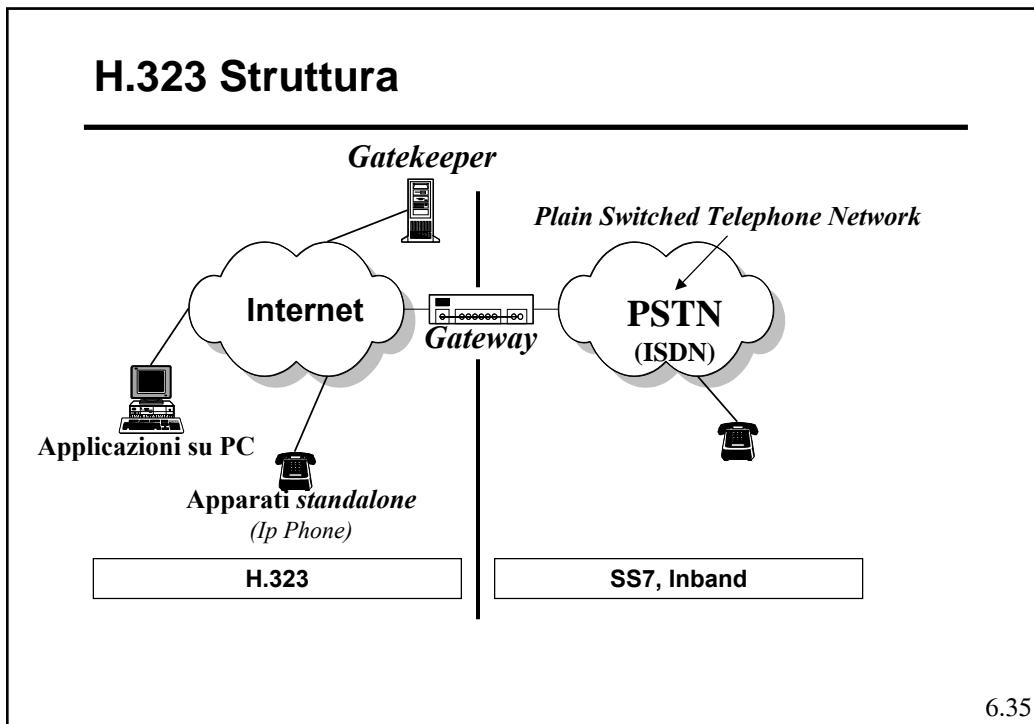 H.323 Struttura
Gatekeeper
Plain Switched Telephone Network
Internet
Gateway
PSTN
(ISDN)
Applicazioni su PC
Apparati standalone
(Ip Phone)
H.323
SS7, Inband
6.35